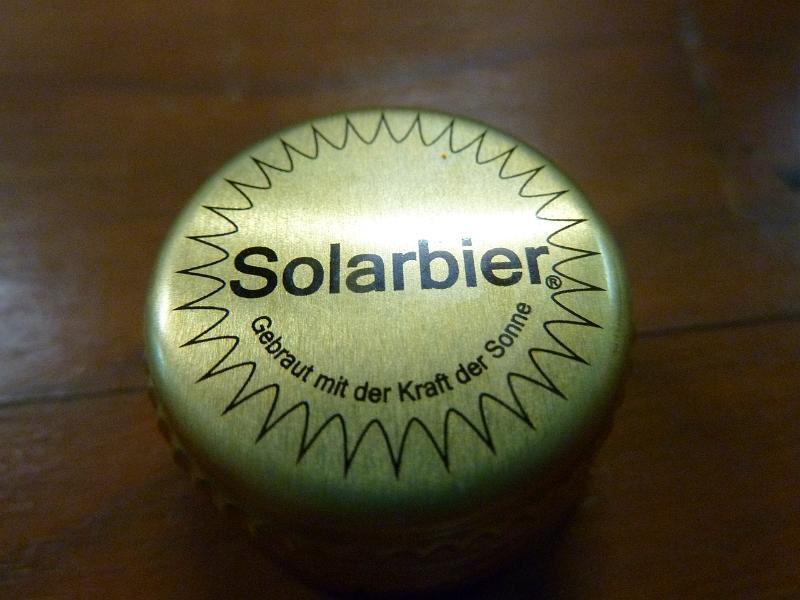 Solarbier®
Gebraut mit der Kraft der Sonne